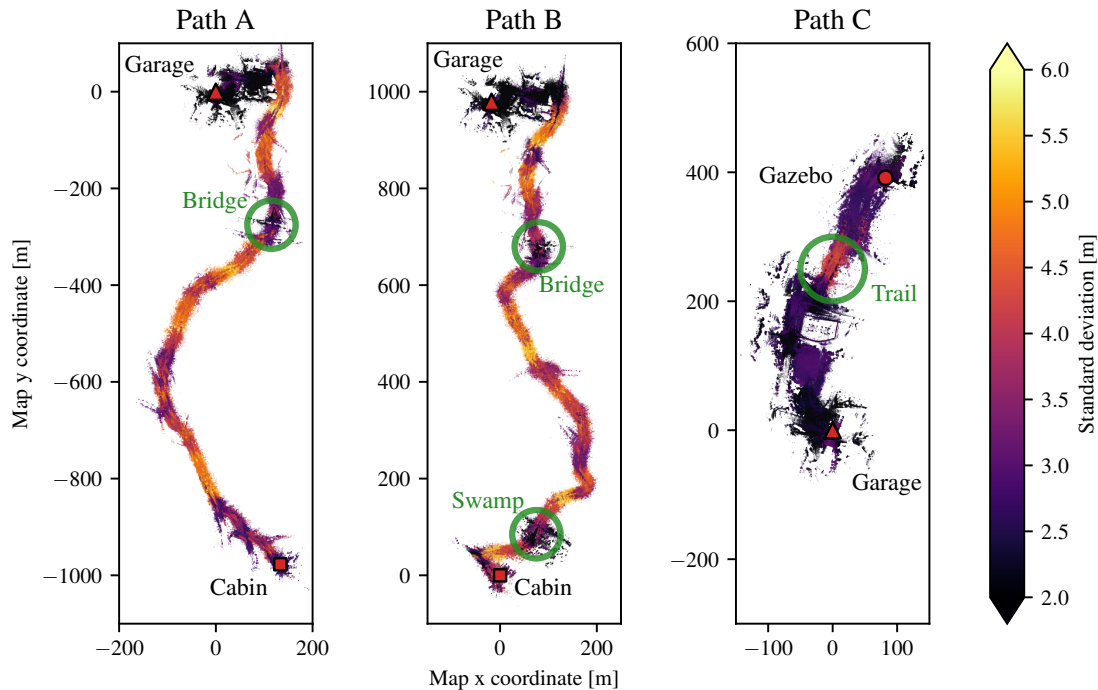 Path A
Path B
Path C
Garage
0
−200
−400
−600
−800
−1000
Map y coordinate [m]
Bridge
Cabin
−200
0
200
Garage
1000
800
600
400
200
0
Bridge
Swamp
Cabin
0
200
Map x coordinate [m]
600
400
200
0
−200
Gazebo
Trail
Garage
−100
0
100
6.0
5.5
5.0
4.5
4.0
3.5
3.0
2.5
2.0
Standard deviation [m]